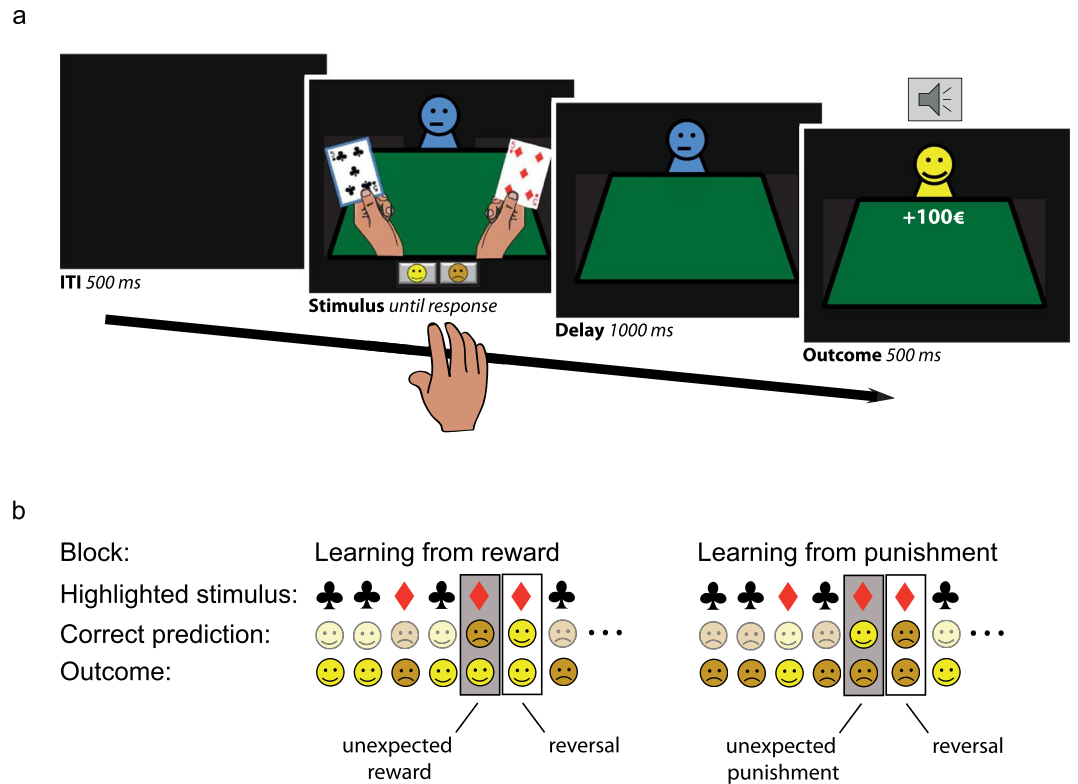 a
ITI 500 ms
Stimulus until response
Delay 1000 ms
+100€
Outcome 500 ms
b
Block: Learning from reward Learning from punishment
Highlighted stimulus:
Correct prediction:
Outcome:
unexpected reward
reversal
unexpected punishment
reversal